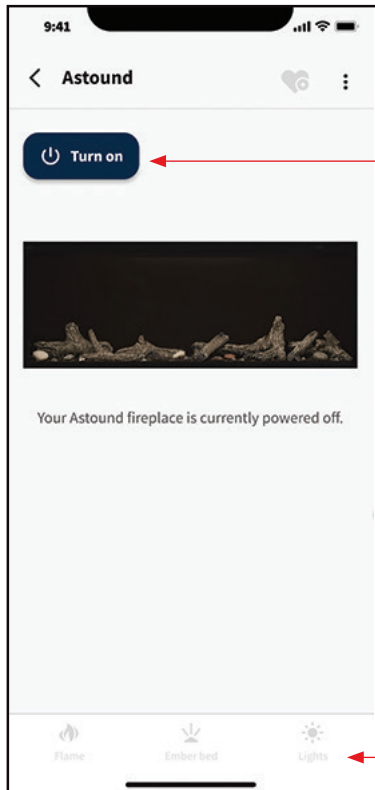 9:41
Astound
Turn on
Your Astound fireplace is currently powered off.
Flame Ember bed Lights